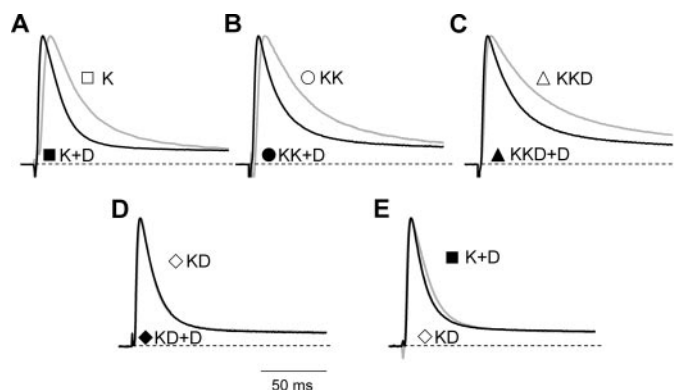 A
□ K
■ K+D
B
○ KK
● KK+D
C
△ KKD
▲ KKD+D
D
◇ KD
◆ KD+D
E
■ K+D
◇ KD
50 ms